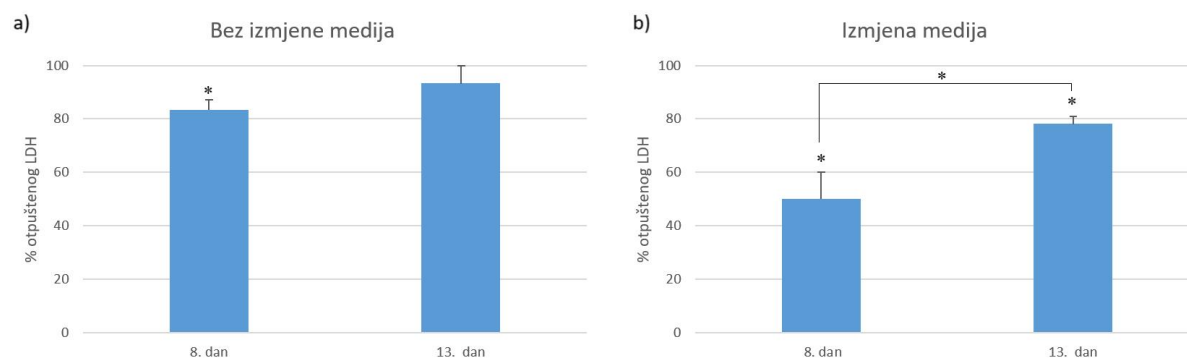 a)
Bez izmjene medija
% otpuštenog LDH
100
80
60
40
20
0
*
8. dan
13. dan
b)
Izmjena medija
% otpuštenog LDH
100
80
60
40
20
0
*
*
*
8. dan
13. dan